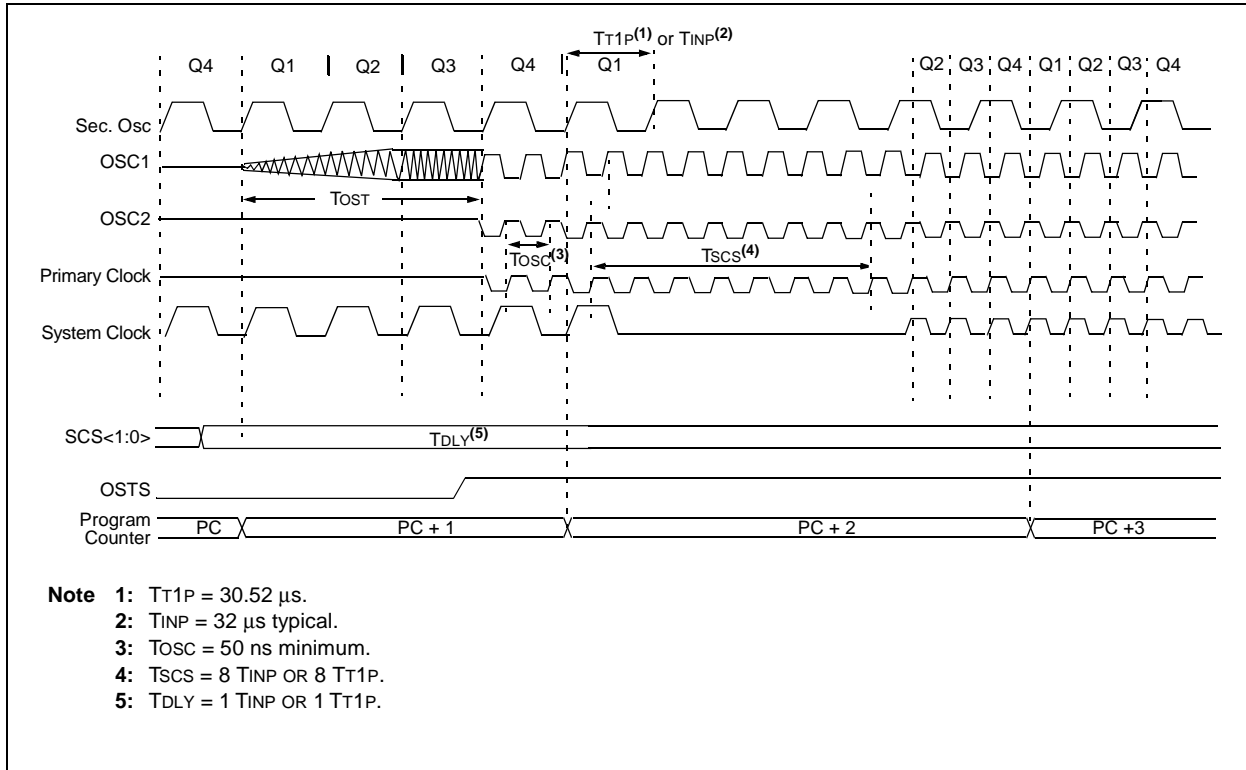 TT1P(1) or TINP(2)
Q4 Q1 Q2 Q3 Q4 Q1 Q2 Q3 Q4 Q1 Q2 Q3 Q4
Sec. Osc
OSC1
TOST
OSC2
TOSC(3) TSCS(4)
Primary Clock
System Clock
SCS<1:0> TDLY(5)
OSTS
Program
Counter PC PC + 1 PC + 2 PC +3
Note 1: TT1P = 30.52 μs.
2: TINP = 32 μs typical.
3: TOSC = 50 ns minimum.
4: TSCS = 8 TINP OR 8 TT1P.
5: TDLY = 1 TINP OR 1 TT1P.